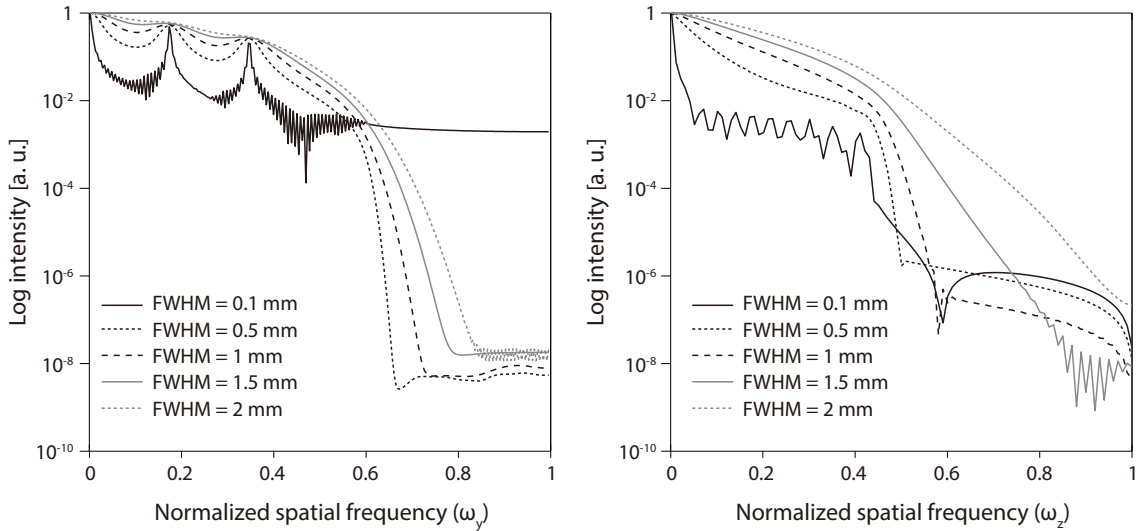 Log intensity [a. u.]
1
10-2
10-4
10-6
10-8
10-10
FWHM = 0.1 mm
FWHM = 0.5 mm
FWHM = 1 mm
FWHM = 1.5 mm
FWHM = 2 mm
0 0.2 0.4 0.6 0.8 1
Normalized spatial frequency (ωy)
Log intensity [a. u.]
1
10-2
10-4
10-6
10-8
10-10
FWHM = 0.1 mm
FWHM = 0.5 mm
FWHM = 1 mm
FWHM = 1.5 mm
FWHM = 2 mm
0 0.2 0.4 0.6 0.8 1
Normalized spatial frequency (ωz)